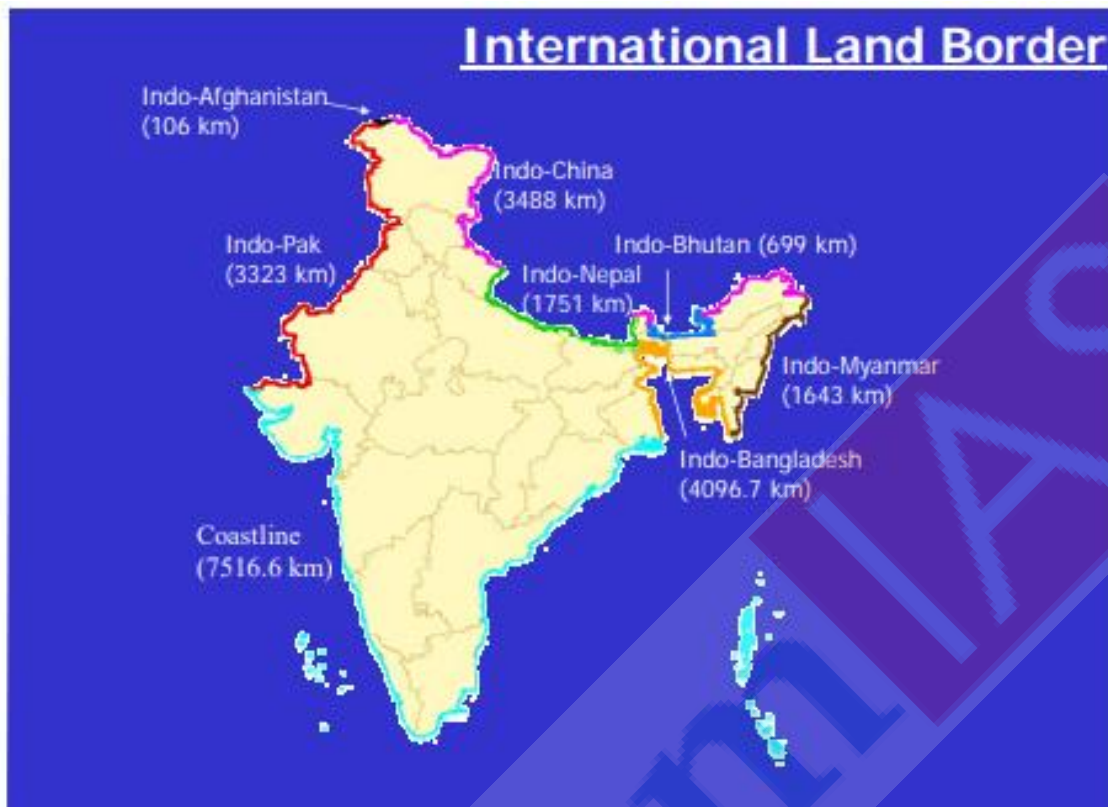 International Land Border
Indo-Afghanistan
(106 km)
Indo-China
(3488 km)
Indo-Pak
(3323 km)
Indo-Bhutan (699 km)
Indo-Nepal
(1751 km)
Indo-Myanmar
(1643 km)
Indo-Bangladesh
(4096.7 km)
Coastline
(7516.6 km)
m
IAS